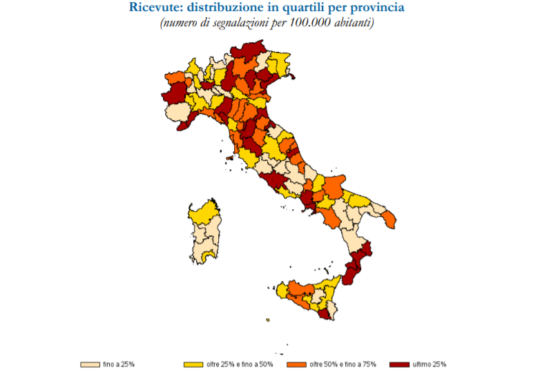 Ricevute: distribuzione in quartili per provincia
(numero di segnalazioni per 100.000 abitanti)
fino a 25%
oltre 25% e fino a 50%
oltre 50% e fino a 75%
ultimo 25%